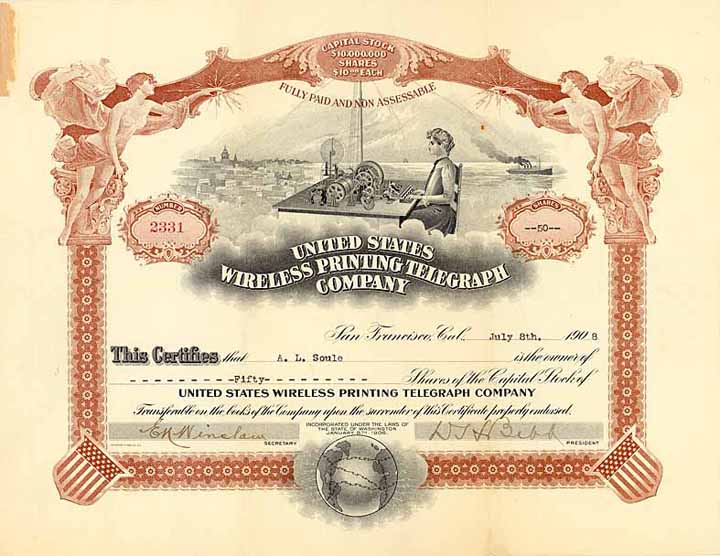 CAPITAL STOCK
$10,000,000
SHARES
$10.00 EACH
FULLY PAID AND NON ASSESSABLE
NUMBER
2331
SHARES
--50--
UNITED STATES
WIRELESS PRINTING TELEGRAPH
COMPANY
San Francisco, Cal., July 8th, 1908
This Certifies that A. L. Soule is the owner of
Fifty Shares of the Capital Stock of
UNITED STATES WIRELESS PRINTING TELEGRAPH COMPANY
Transferable on the books of the Company upon the surrender of this Certificate properly endorsed.
INCORPORATED UNDER THE LAWS OF
THE STATE OF WASHINGTON
SECRETARY
PRESIDENT